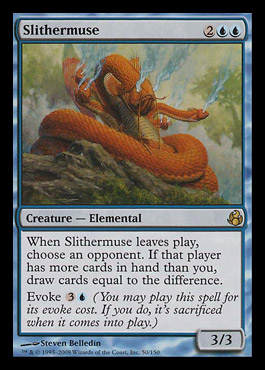 Slithermuse 2UU
Creature — Elemental
When Slithermuse leaves play,
choose an opponent. If that player
has more cards in hand than you,
draw cards equal to the difference.
Evoke 3U (You may play this spell for
its evoke cost. If you do, it's sacrificed
when it comes into play.)
3/3
Steven Belledin
™ & © 1993-2008 Wizards of the Coast, Inc. 50/150